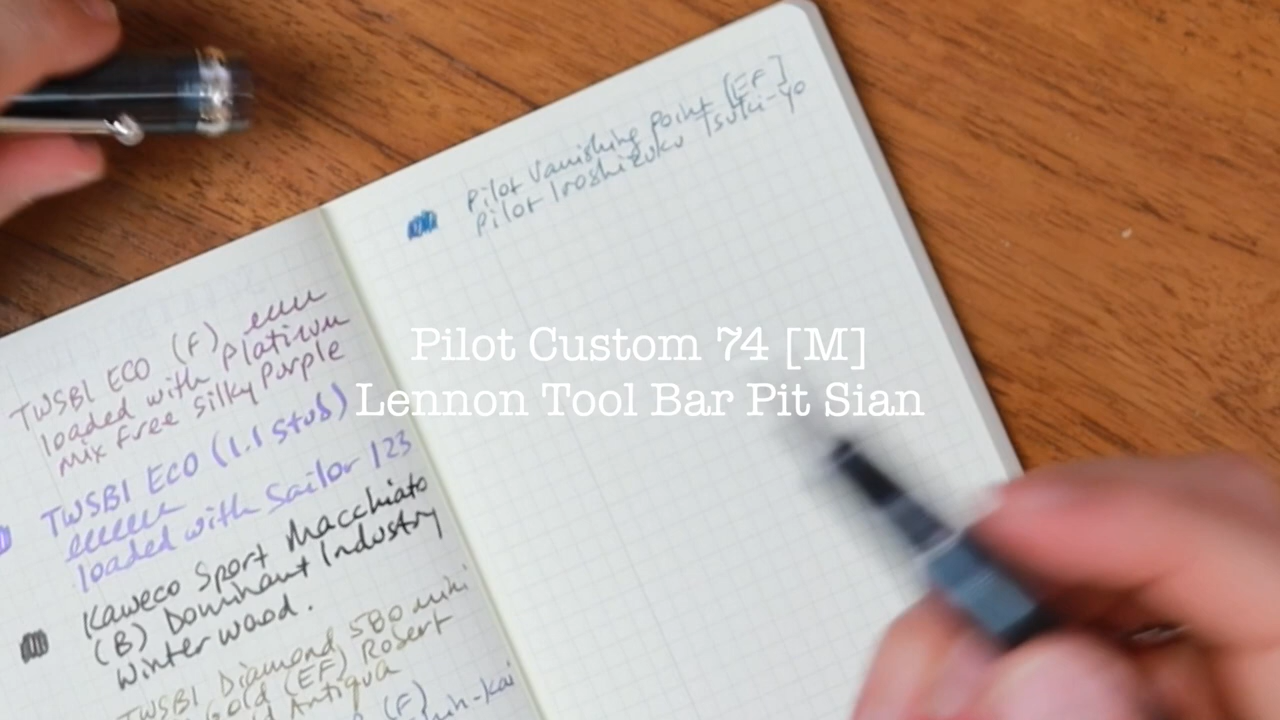 TWSBI ECO (F)
loaded with Platinum
Mix Free Silky Purple
TWSBI ECO (1.1 stub)
loaded with Sailor 123
Kaweco Sport Macchiato
(B) Dominant Industry
Winterwood.
TWSBI Diamond 580 mini
Gold (EF) Robert
Antiqua
(F)
Pilot Vanishing Point [EF]
Pilot Iroshizuku Tsuki-yo
Pilot Custom 74 [M]
Lennon Tool Bar Pit Sian